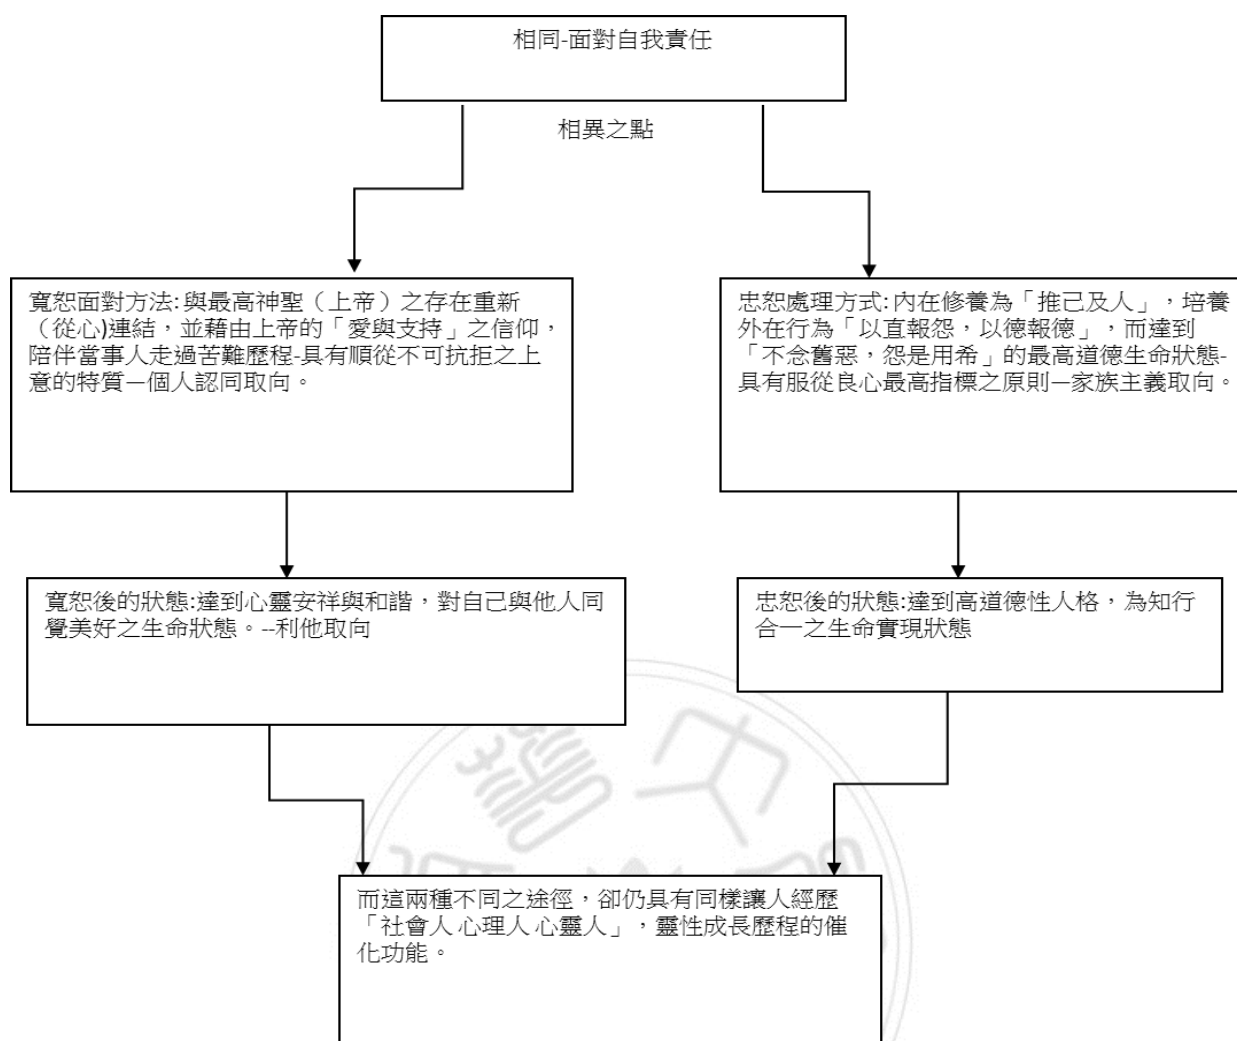 相同-面對自我責任
相異之點
寬恕面對方法:與最高神聖（上帝）之存在重新
（從心)連結，並藉由上帝的「愛與支持」之信仰，
陪伴當事人走過苦難歷程-具有順從不可抗拒之上
意的特質—個人認同取向。
忠恕處理方式:內在修養為「推己及人」，培養
外在行為「以直報怨，以德報德」，而達到
「不念舊惡，怨是用希」的最高道德生命狀態-
具有服從良心最高指標之原則—家族主義取向。
寬恕後的狀態:達到心靈安祥與和諧，對自己與他人同
覺美好之生命狀態。--利他取向
忠恕後的狀態:達到高道德性人格，為知行
合一之生命實現狀態
而這兩種不同之途徑，卻仍具有同樣讓人經歷
「社會人 心理人 心靈人」，靈性成長歷程的催
化功能。